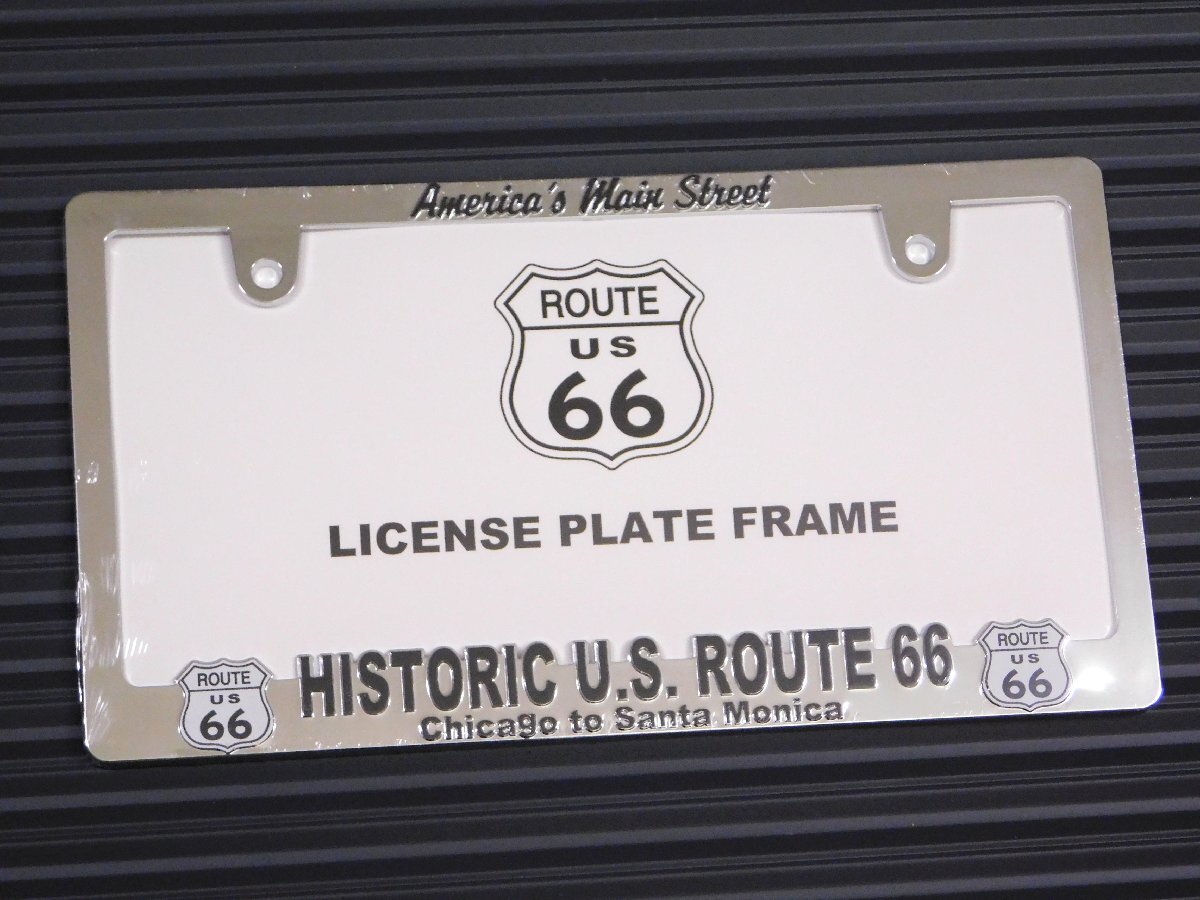 America's Main Street
ROUTE
US
66
LICENSE PLATE FRAME
HISTORIC U.S. ROUTE 66
Chicago to Santa Monica
ROUTE
US
66
ROUTE
US
66